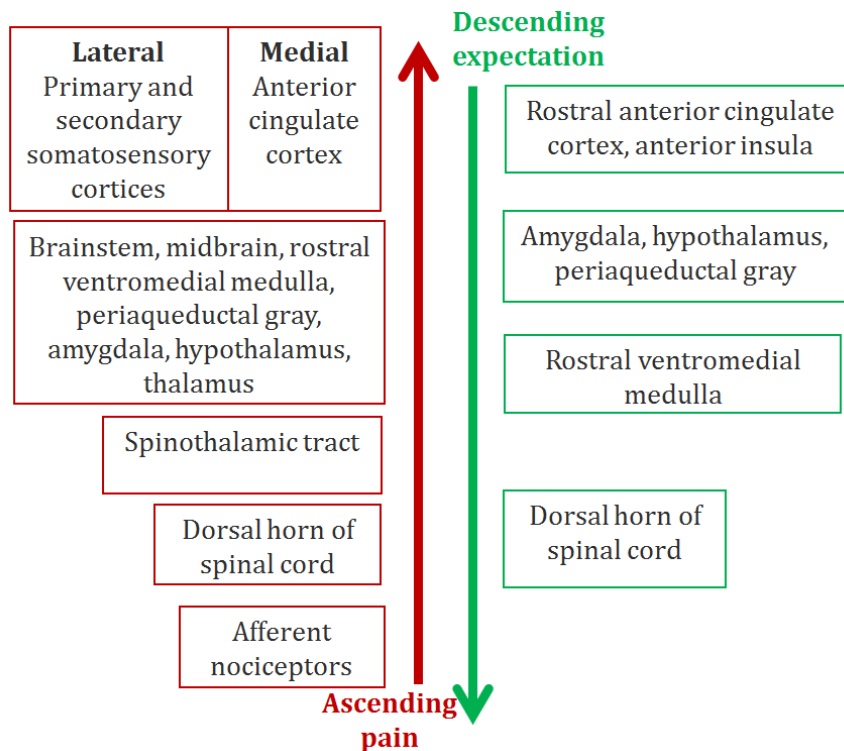 Lateral
Primary and
secondary
somatosensory
cortices
Medial
Anterior
cingulate
cortex
Brainstem, midbrain, rostral
ventromedial medulla,
periaqueductal gray,
amygdala, hypothalamus,
thalamus
Spinothalamic tract
Dorsal horn of
spinal cord
Afferent
nociceptors
Ascending
pain
Descending
expectation
Rostral anterior cingulate
cortex, anterior insula
Amygdala, hypothalamus,
periaqueductal gray
Rostral ventromedial
medulla
Dorsal horn of
spinal cord